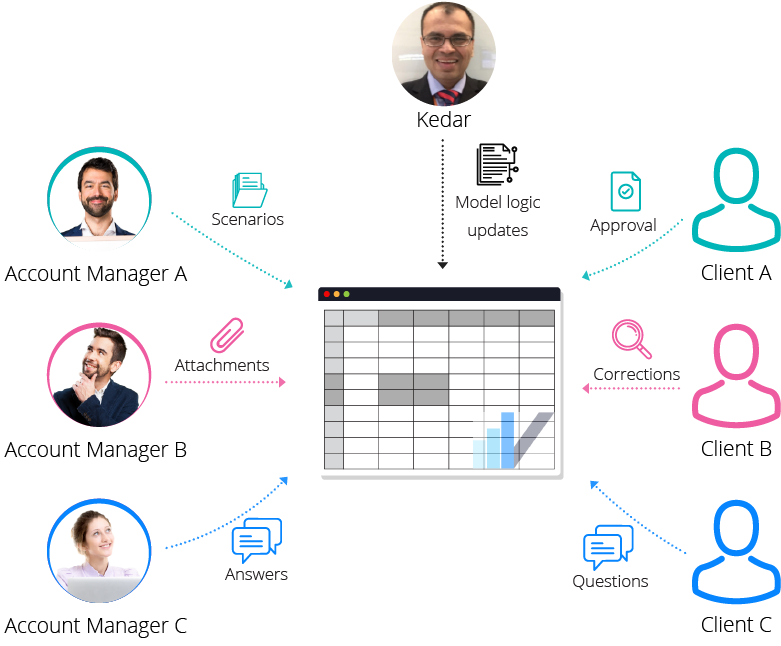 Kedar
Model logic
updates
Scenarios
Approval
Account Manager A
Client A
Attachments
Corrections
Account Manager B
Client B
Answers
Questions
Account Manager C
Client C